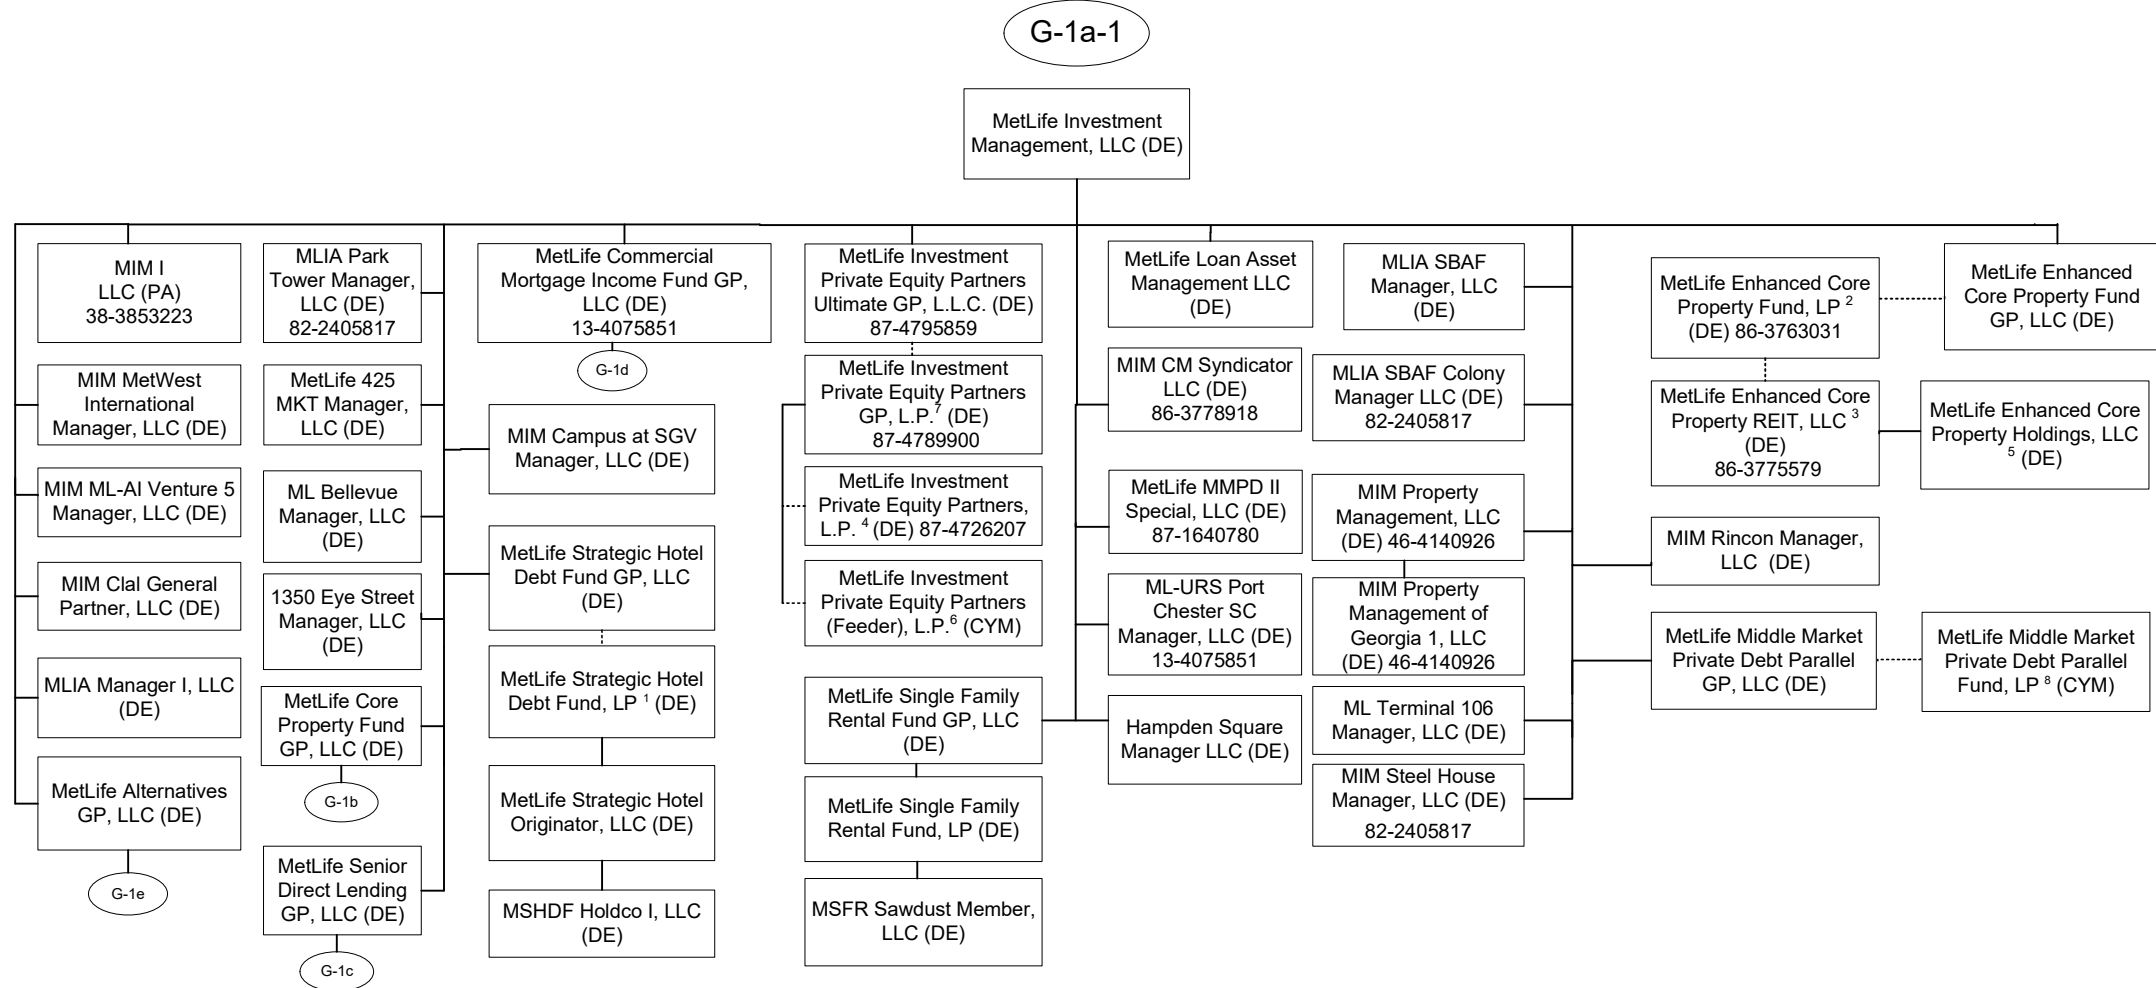 G-1a-1
MetLife Investment
Management, LLC (DE)
MIM I
LLC (PA)
38-3853223
MIM MetWest
International
Manager, LLC (DE)
MIM ML-AI Venture 5
Manager, LLC (DE)
MIM Clal General
Partner, LLC (DE)
MLIA Manager I, LLC
(DE)
MetLife Alternatives
GP, LLC (DE)
G-1e
MLIA Park
Tower Manager,
LLC (DE)
82-2405817
MetLife 425
MKT Manager,
LLC (DE)
ML Bellevue
Manager, LLC
(DE)
1350 Eye Street
Manager, LLC
(DE)
MetLife Core
Property Fund
GP, LLC (DE)
G-1b
MetLife Senior
Direct Lending
GP, LLC (DE)
G-1c
MetLife Commercial
Mortgage Income Fund GP,
LLC (DE)
13-4075851
G-1d
MIM Campus at SGV
Manager, LLC (DE)
MetLife Strategic Hotel
Debt Fund GP, LLC
(DE)
MetLife Strategic Hotel
Debt Fund, LP 1 (DE)
MetLife Strategic Hotel
Originator, LLC (DE)
MSHDF Holdco I, LLC
(DE)
MetLife Investment
Private Equity Partners
Ultimate GP, L.L.C. (DE)
87-4795859
MetLife Investment
Private Equity Partners
GP, L.P.7 (DE)
87-4789900
MetLife Investment
Private Equity Partners,
L.P. 4 (DE) 87-4726207
MetLife Investment
Private Equity Partners
(Feeder), L.P.6 (CYM)
MetLife Single Family
Rental Fund GP, LLC
(DE)
MetLife Single Family
Rental Fund, LP (DE)
MSFR Sawdust Member,
LLC (DE)
MetLife Loan Asset
Management LLC
(DE)
MIM CM Syndicator
LLC (DE)
86-3778918
MetLife MMPD II
Special, LLC (DE)
87-1640780
ML-URS Port
Chester SC
Manager, LLC (DE)
13-4075851
Hampden Square
Manager LLC (DE)
MLIA SBAF
Manager, LLC
(DE)
MLIA SBAF Colony
Manager LLC (DE)
82-2405817
MIM Property
Management, LLC
(DE) 46-4140926
MIM Property
Management of
Georgia 1, LLC
(DE) 46-4140926
ML Terminal 106
Manager, LLC (DE)
MIM Steel House
Manager, LLC (DE)
82-2405817
MetLife Enhanced Core
Property Fund, LP 2
(DE) 86-3763031
MetLife Enhanced
Core Property Fund
GP, LLC (DE)
MetLife Enhanced Core
Property REIT, LLC 3
(DE)
86-3775579
MetLife Enhanced Core
Property Holdings, LLC
5 (DE)
MIM Rincon Manager,
LLC (DE)
MetLife Middle Market
Private Debt Parallel
GP, LLC (DE)
MetLife Middle Market
Private Debt Parallel
Fund, LP 8 (CYM)